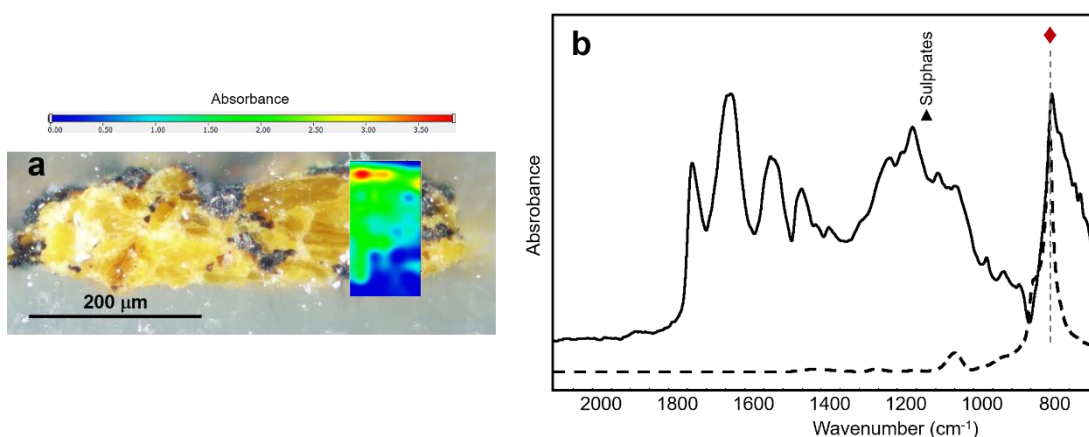 Absorbance
0.00 0.50 1.00 1.50 2.00 2.50 3.00 3.50
a
200 µm
b
▲ Sulphates
Absrobance
2000 1800 1600 1400 1200 1000 800
Wavenumber (cm⁻¹)